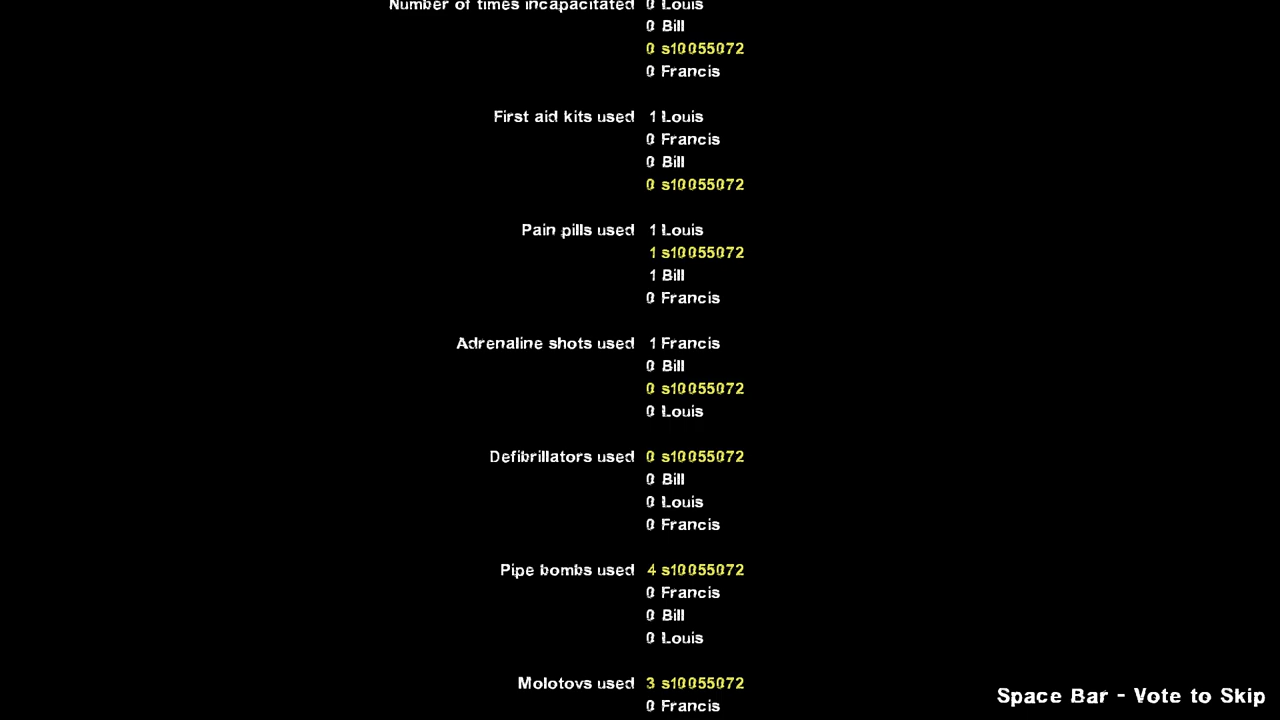 Number of times incapacitated 0 Louis
0 Bill
0 s10055072
0 Francis
First aid kits used 1 Louis
0 Francis
0 Bill
0 s10055072
Pain pills used 1 Louis
1 s10055072
1 Bill
0 Francis
Adrenaline shots used 1 Francis
0 Bill
0 s10055072
0 Louis
Defibrillators used 0 s10055072
0 Bill
0 Louis
0 Francis
Pipe bombs used 4 s10055072
0 Francis
0 Bill
0 Louis
Molotovs used 3 s10055072
0 Francis
Space Bar - Vote to Skip